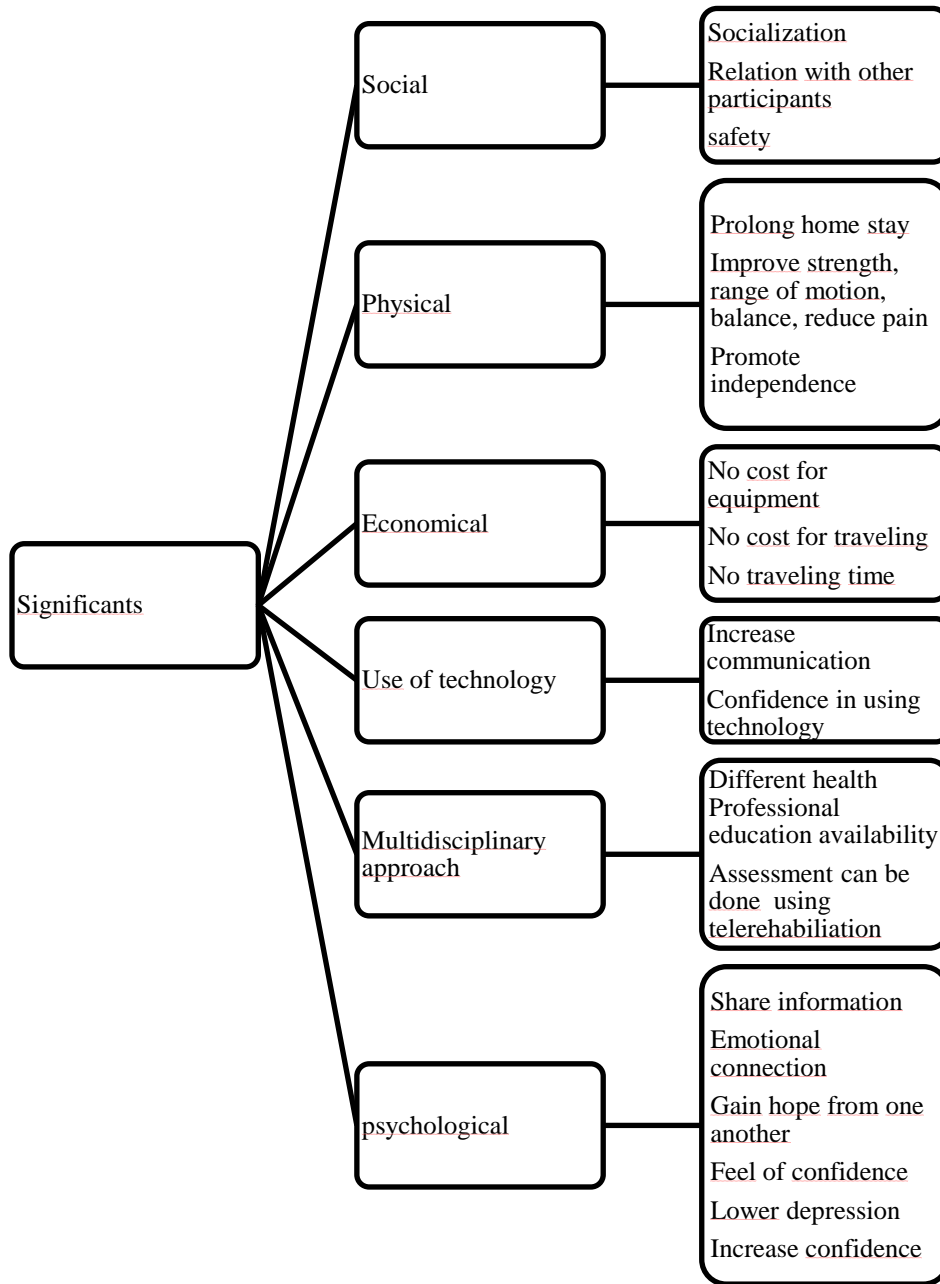 Significants
Social
Socialization
Relation with other
participants
safety
Physical
Prolong home stay
Improve strength,
range of motion,
balance, reduce pain
Promote
independence
Economical
No cost for
equipment
No cost for traveling
No traveling time
Use of technology
Increase
communication
Confidence in using
technology
Multidisciplinary
approach
Different health
Professional
education availability
Assessment can be
done  using
telerehabiliation
psychological
Share information
Emotional
connection
Gain hope from one
another
Feel of confidence
Lower depression
Increase confidence